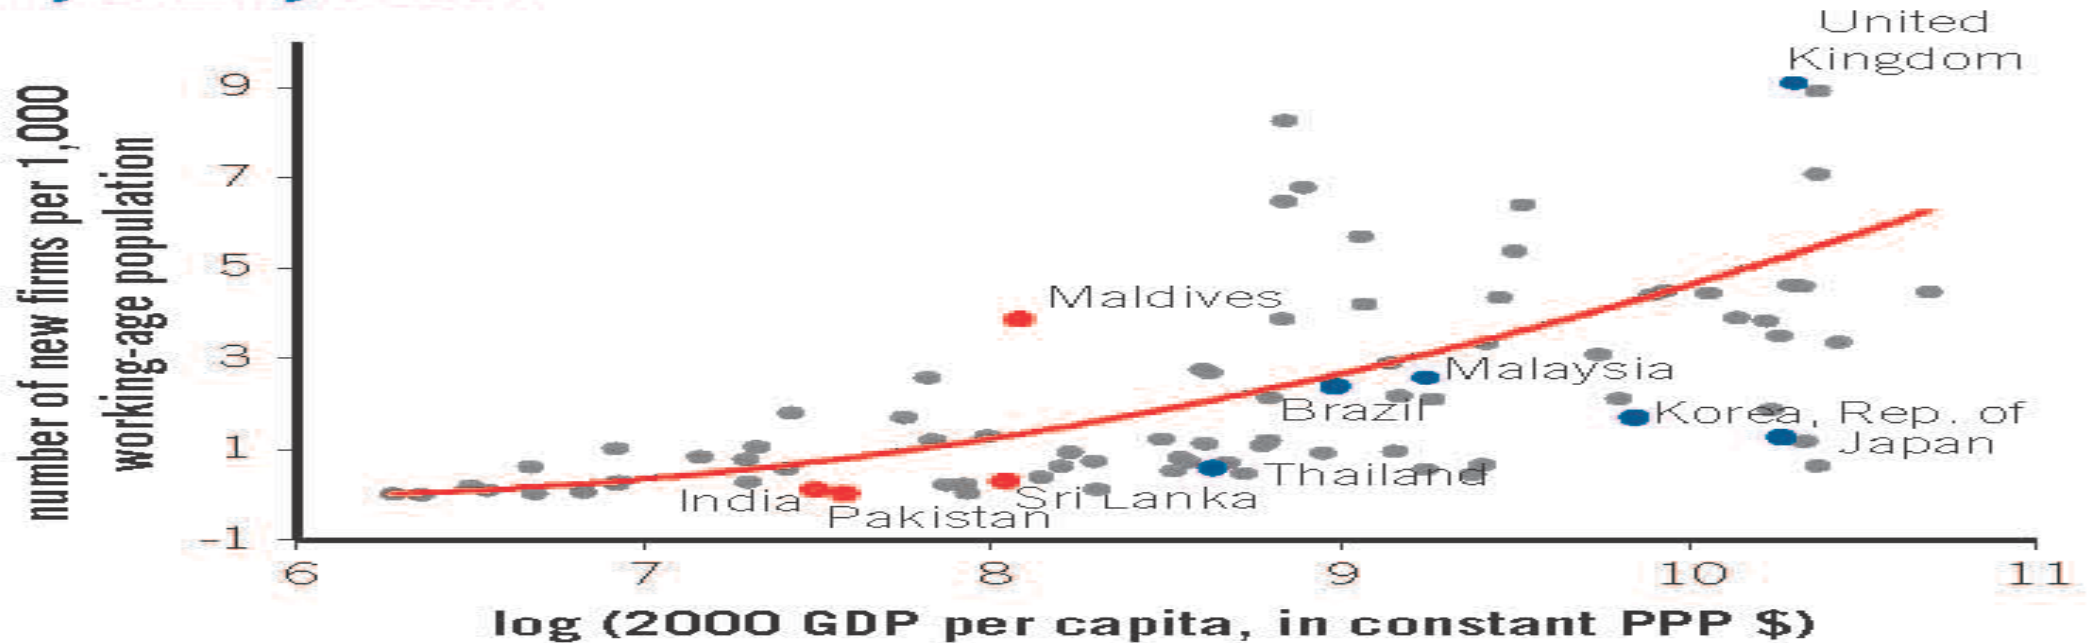 United
Kingdom
number of new firms per 1,000
working-age population
9
7
5
3
1
-1
Maldives
Malaysia
Brazil
Korea, Rep. of
Japan
Thailand
India
Pakistan
Sri Lanka
6
7
8
9
10
11
log (2000 GDP per capita, in constant PPP $)